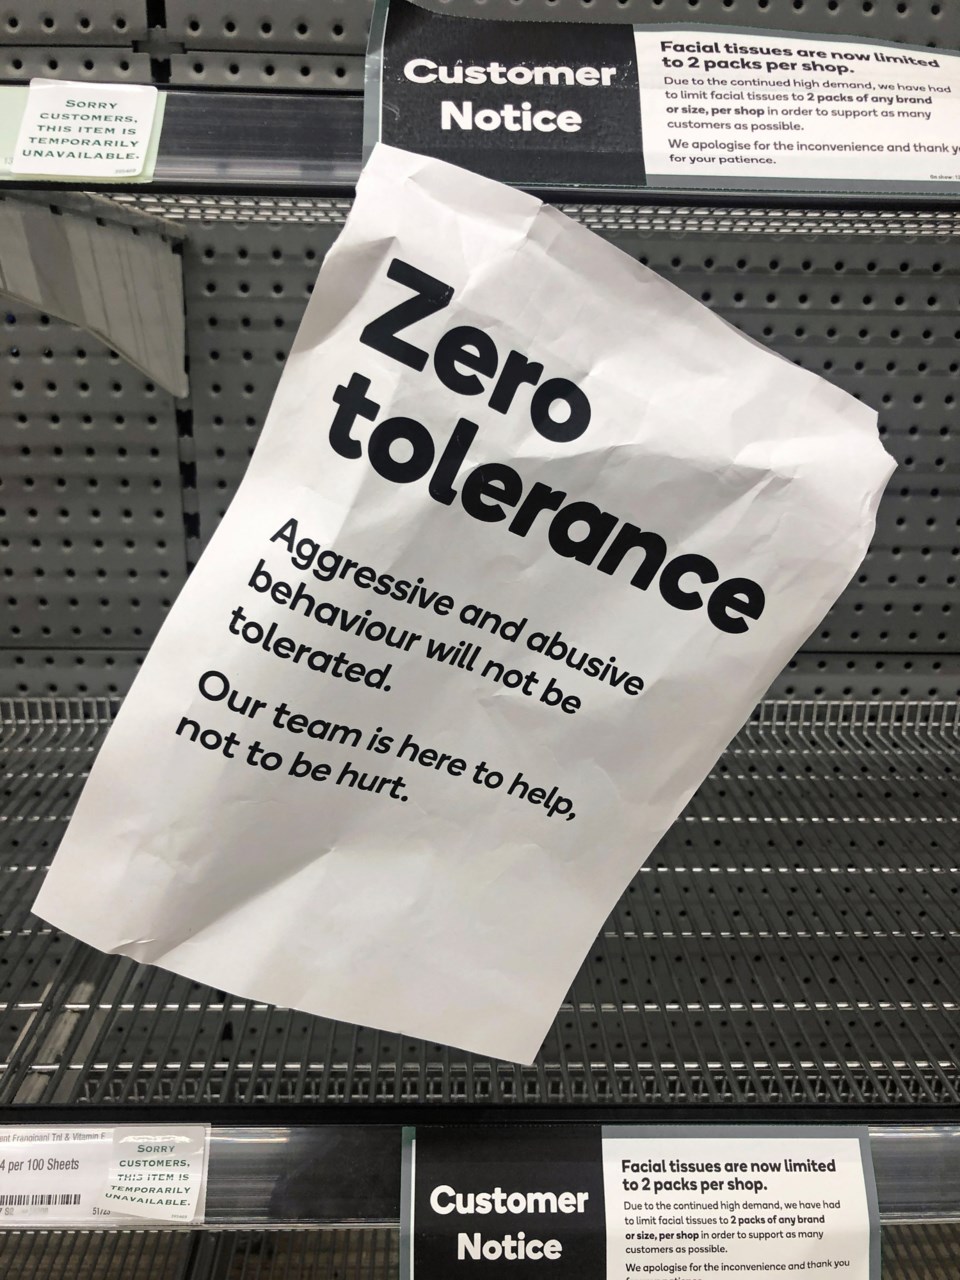 SORRY
CUSTOMERS,
THIS ITEM IS
TEMPORARILY
UNAVAILABLE.
Customer
Notice
Facial tissues are now limited
to 2 packs per shop.
Due to the continued high demand, we have had
to limit facial tissues to 2 packs of any brand
or size, per shop in order to support as many
customers as possible.
We apologise for the inconvenience and thank
for your patience.
Zero
tolerance
Aggressive and abusive
behaviour will not be
tolerated.
Our team is here to help,
not to be hurt.
Tnl & Vitamin E
4 per 100 Sheets
SORRY
CUSTOMERS,
THIS ITEM IS
TEMPORARILY
UNAVAILABLE.
Customer
Notice
Facial tissues are now limited
to 2 packs per shop.
Due to the continued high demand, we have had
to limit facial tissues to 2 packs of any brand
or size, per shop in order to support as many
customers as possible.
We apologise for the inconvenience and thank you